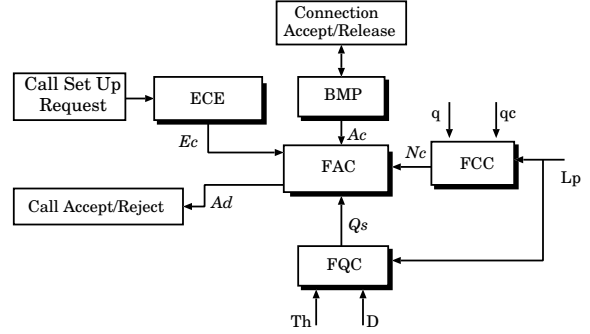 Connection
Accept/Release
Call Set Up
Request
ECE
BMP
q
qc
Ec
Ac
FAC
Nc
FCC
Lp
Call Accept/Reject
Ad
Qs
FQC
Th
D